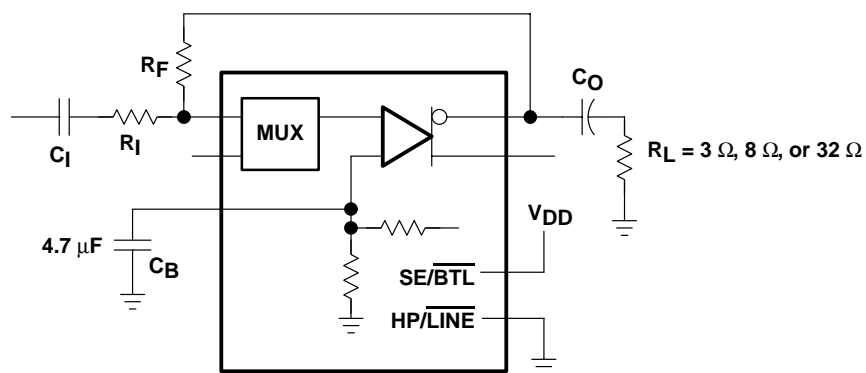 RF
CO
MUX
CI
RI
RL = 3 Ω, 8 Ω, or 32 Ω
VDD
4.7 μF
CB
SE/BTL
HP/LINE